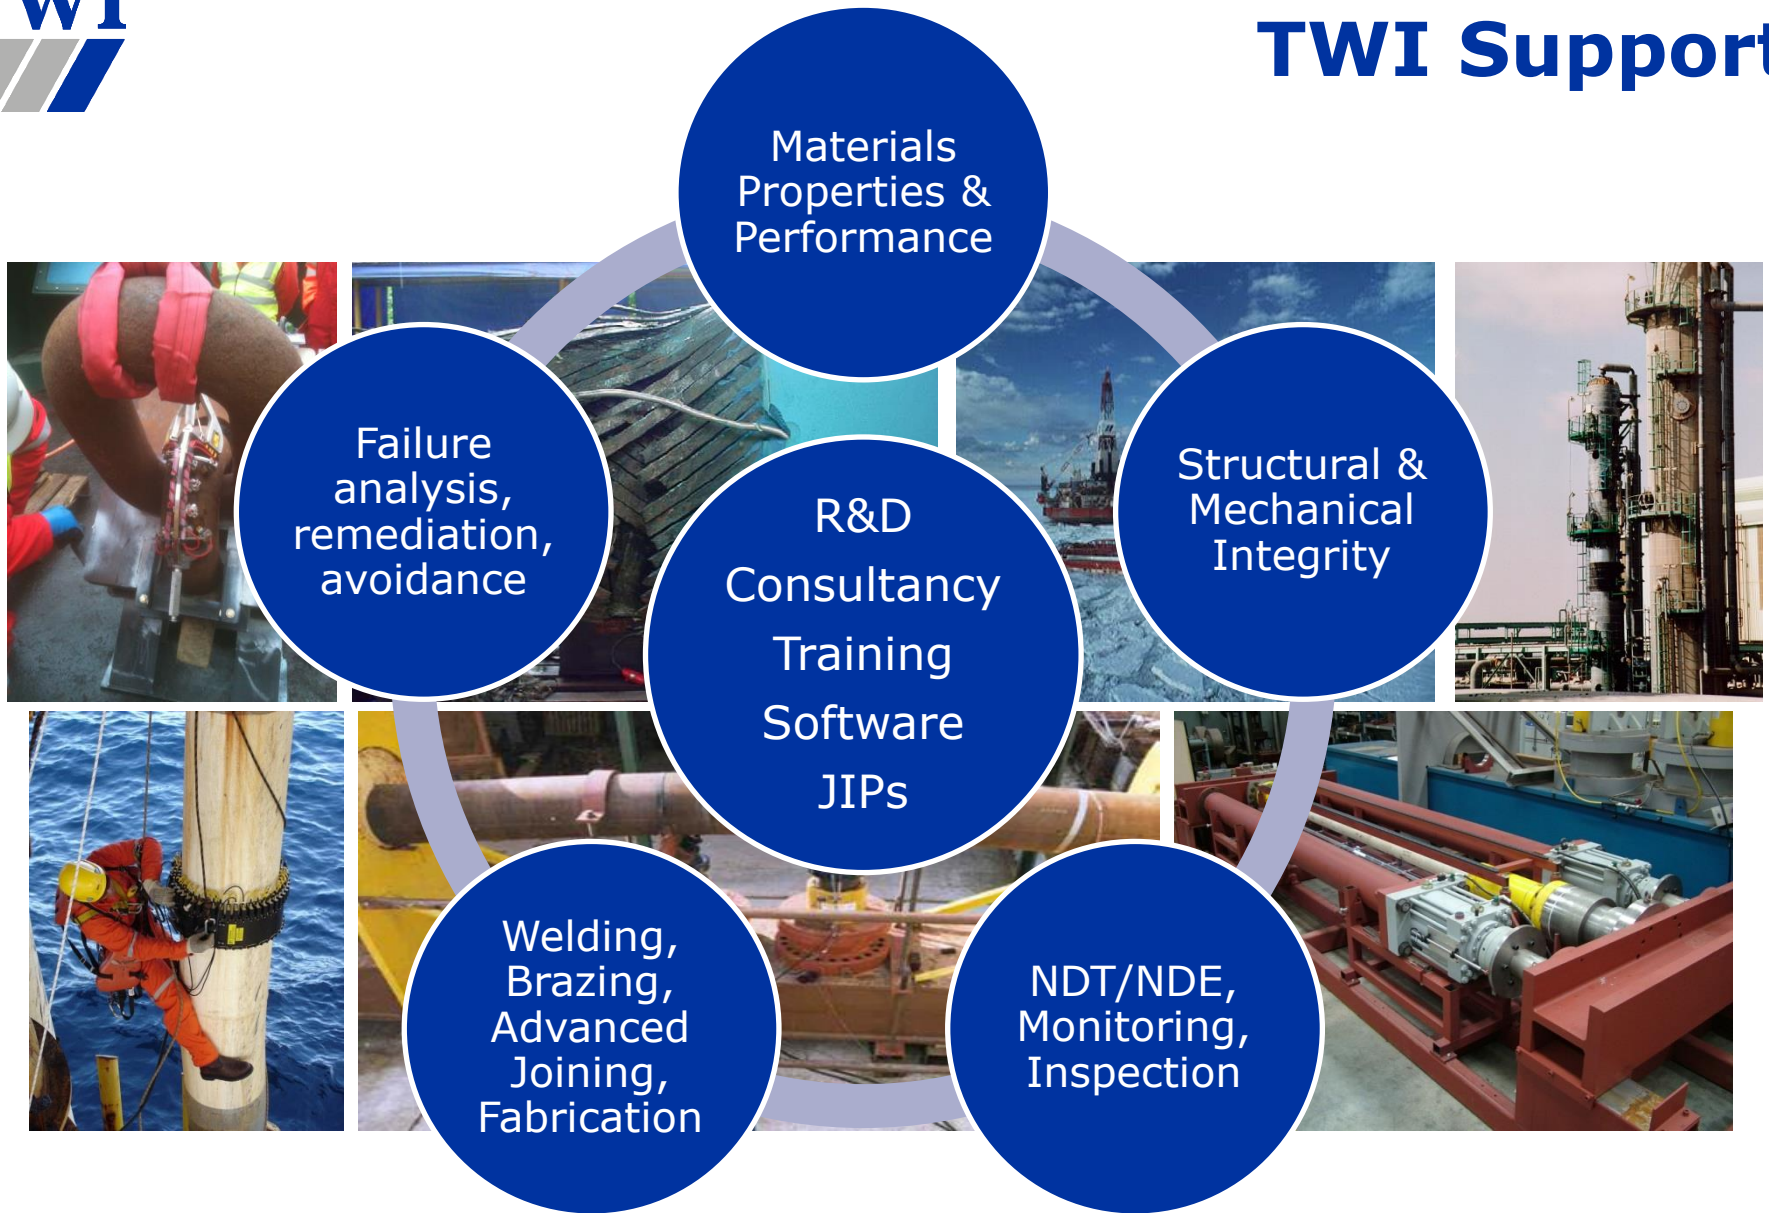 WI
TWI Support
Materials
Properties &
Performance
Failure
analysis,
remediation,
avoidance
Structural &
Mechanical
Integrity
R&D
Consultancy
Training
Software
JIPs
Welding,
Brazing,
Advanced
Joining,
Fabrication
NDT/NDE,
Monitoring,
Inspection